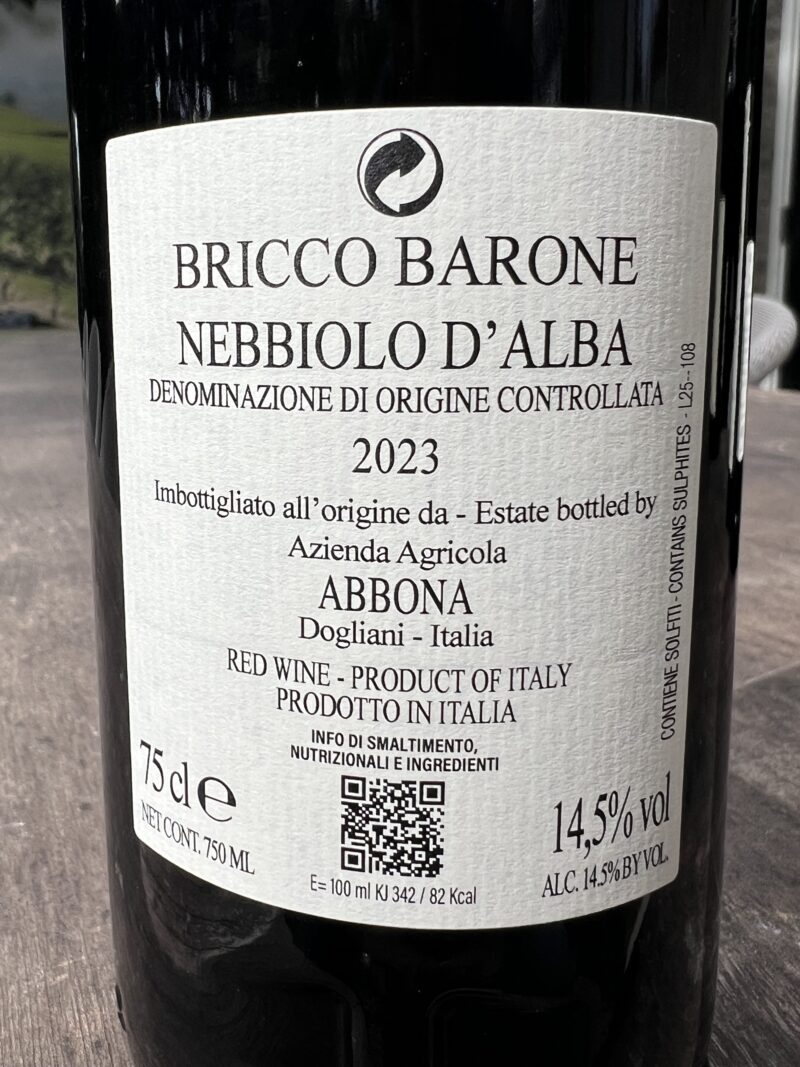 BRICCO BARONE
NEBBIOLO D'ALBA
DENOMINAZIONE DI ORIGINE CONTROLLATA
2023
Imbottigliato all'origine da - Estate bottled by
Azienda Agricola
ABBONA
Dogliani - Italia
RED WINE - PRODUCT OF ITALY
PRODOTTO IN ITALIA
INFO DI SMALTIMENTO,
NUTRIZIONALI E INGREDIENTI
75 cl e
NET CONT. 750 ML
E= 100 ml KJ 342 / 82 Kcal
14,5% vol
ALC. 14.5% BY VOL.
CONTIENE SOLFITI - CONTAINS SULPHITES - L25--108